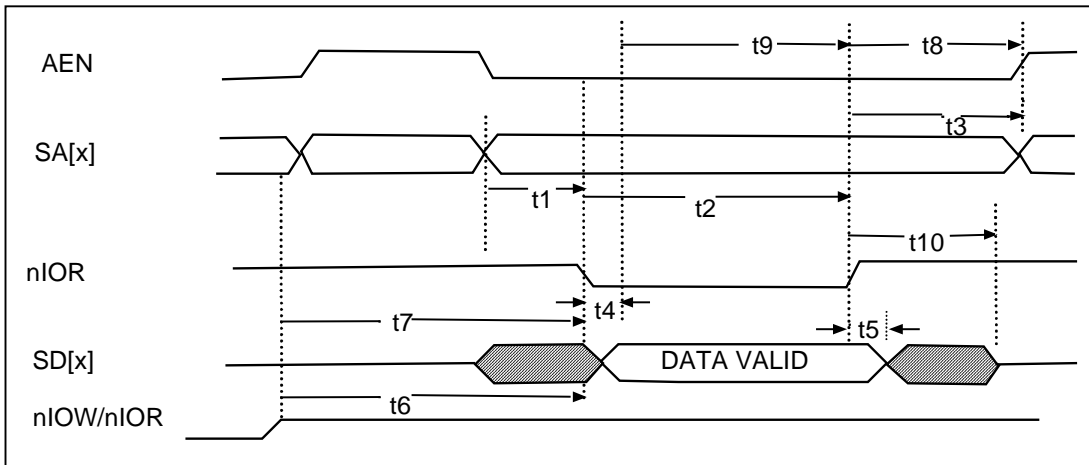 t9
t8
AEN
t3
SA[x]
t1
t2
t10
nIOR
t4
t7
t5
SD[x]
DATA VALID
t6
nIOW/nIOR